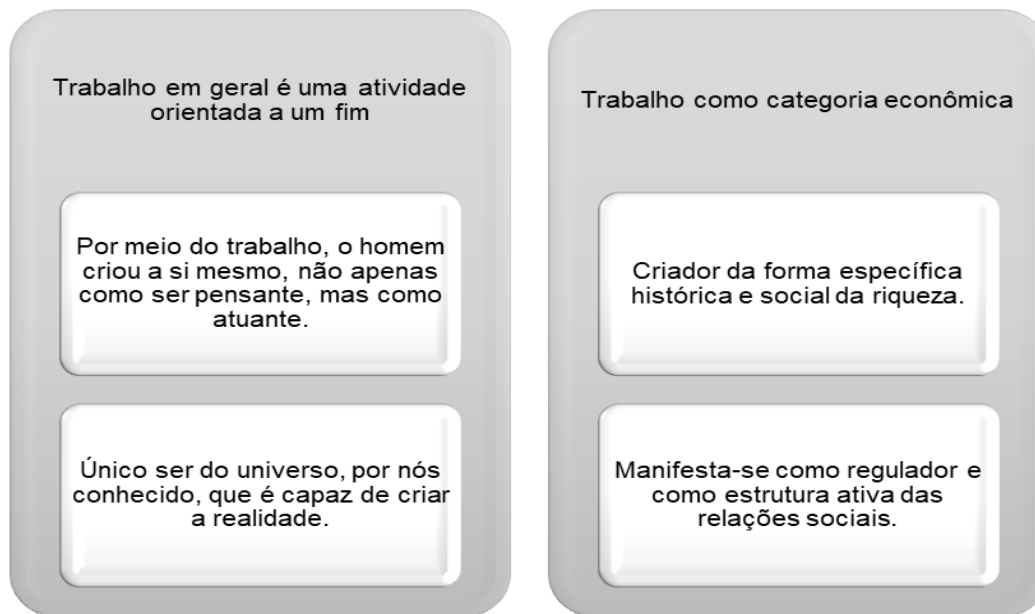 Trabalho em geral é uma atividade
orientada a um fim
Por meio do trabalho, o homem
criou a si mesmo, não apenas
como ser pensante, mas como
atuante.
Único ser do universo, por nós
conhecido, que é capaz de criar
a realidade.
Trabalho como categoria econômica
Criador da forma específica
histórica e social da riqueza.
Manifesta-se como regulador e
como estrutura ativa das
relações sociais.